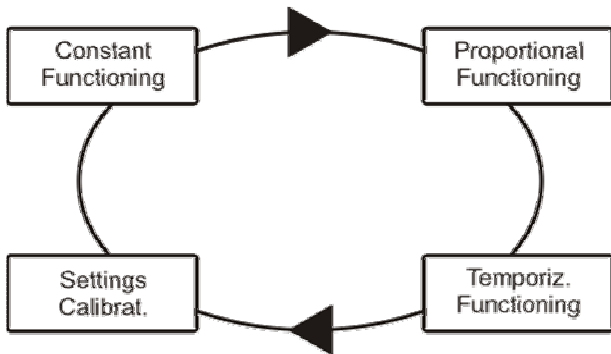 Constant
Functioning
Proportional
Functioning
Settings
Calibrat.
Temporiz.
Functioning